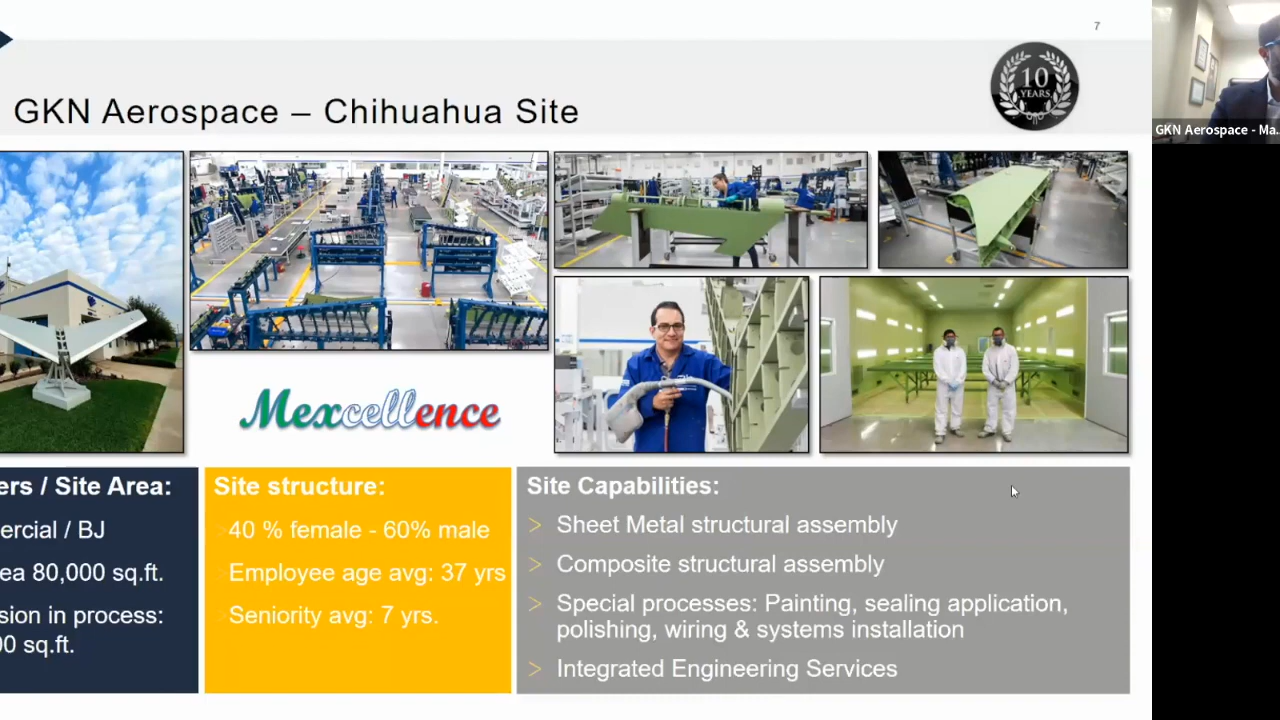 7
10
YEARS
GKN Aerospace – Chihuahua Site
GKN Aerospace - Ma...
Mexcellence
ers / Site Area:
ercial / BJ
ea 80,000 sq.ft.
sion in process:
00 sq.ft.
Site structure:
40 % female - 60% male
Employee age avg: 37 yrs
Seniority avg: 7 yrs.
Site Capabilities:
> Sheet Metal structural assembly
> Composite structural assembly
> Special processes: Painting, sealing application,
polishing, wiring & systems installation
> Integrated Engineering Services